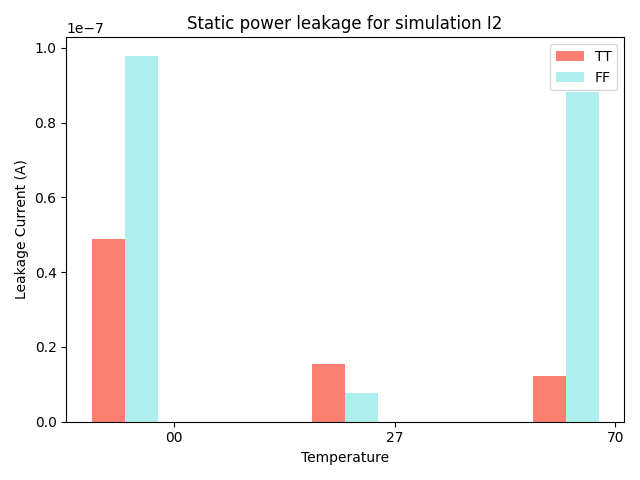 Static power leakage for simulation I2
1e−7
TT
FF
1.0
0.8
0.6
0.4
0.2
0.0
Leakage Current (A)
00 27 70
Temperature